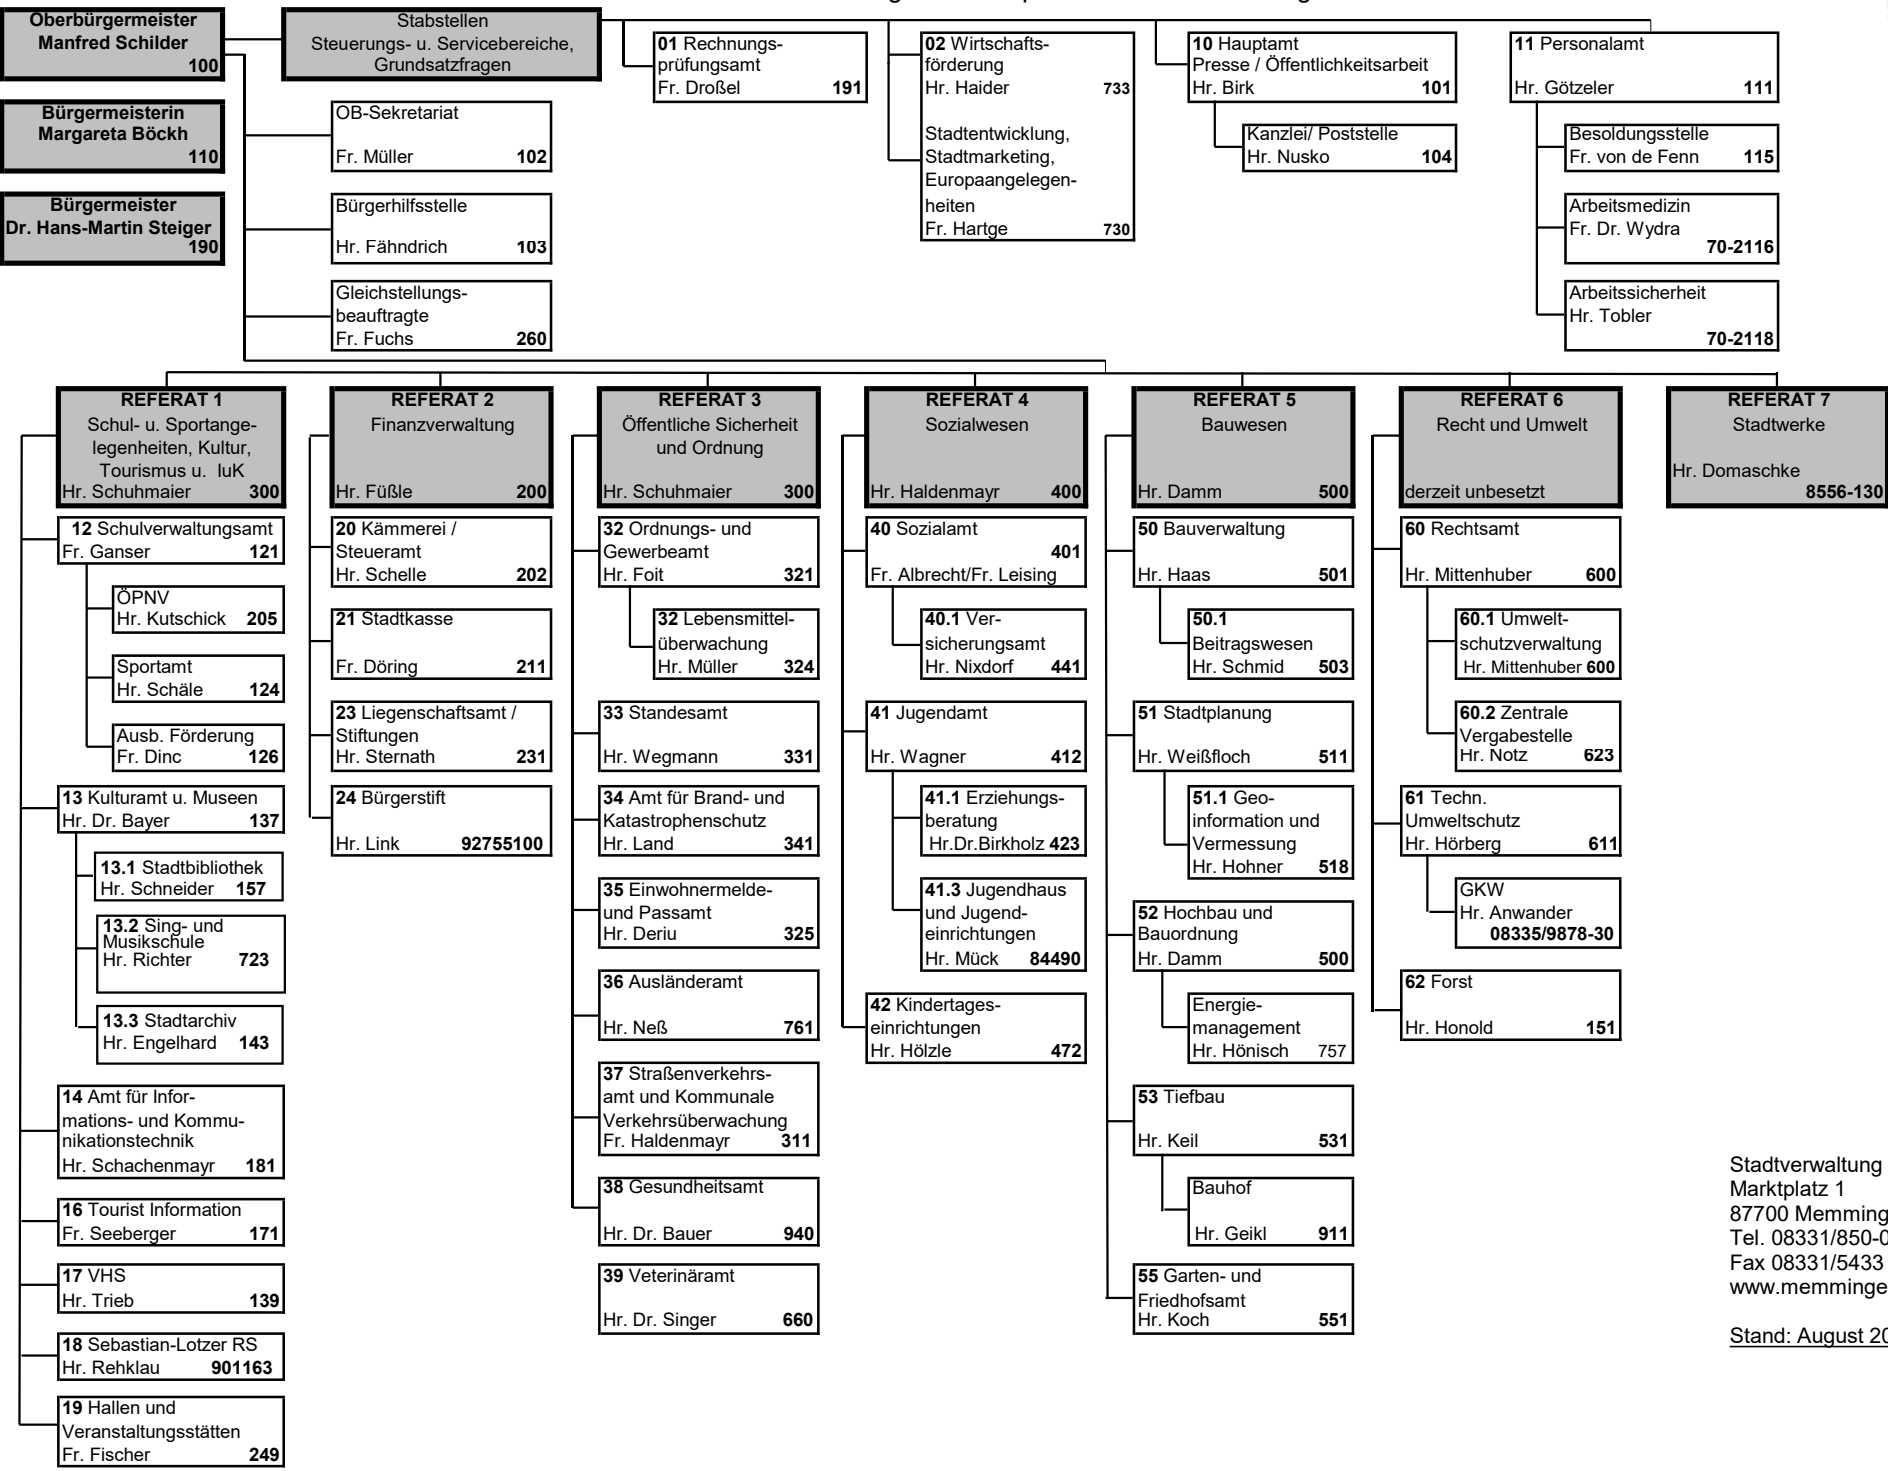 Oberbürgermeister
Manfred Schilder
100
Bürgermeisterin
Margareta Böckh
110
Bürgermeister
Dr. Hans-Martin Steiger
190
Stabstellen
Steuerungs- u. Servicebereiche,
Grundsatzfragen
OB-Sekretariat
Fr. Müller 102
Bürgerhilfsstelle
Hr. Fähndrich 103
Gleichstellungs-
beauftragte
Fr. Fuchs 260
01 Rechnungs-
prüfungsamt
Fr. Droßel 191
02 Wirtschafts-
förderung
Hr. Haider 733
Stadtentwicklung,
Stadtmarketing,
Europaangelegen-
heiten
Fr. Hartge 730
10 Hauptamt
Presse / Öffentlichkeitsarbeit
Hr. Birk 101
Kanzlei/ Poststelle
Hr. Nusko 104
11 Personalamt
Hr. Götzeler 111
Besoldungsstelle
Fr. von de Fenn 115
Arbeitsmedizin
Fr. Dr. Wydra
70-2116
Arbeitssicherheit
Hr. Tobler
70-2118
REFERAT 1
Schul- u. Sportange-
legenheiten, Kultur,
Tourismus u. IuK
Hr. Schuhmaier 300
12 Schulverwaltungsamt
Fr. Ganser 121
ÖPNV
Hr. Kutschick 205
Sportamt
Hr. Schäle 124
Ausb. Förderung
Fr. Dinc 126
13 Kulturamt u. Museen
Hr. Dr. Bayer 137
13.1 Stadtbibliothek
Hr. Schneider 157
13.2 Sing- und
Musikschule
Hr. Richter 723
13.3 Stadtarchiv
Hr. Engelhard 143
14 Amt für Infor-
mations- und Kommu-
nikationstechnik
Hr. Schachenmayr 181
16 Tourist Information
Fr. Seeberger 171
17 VHS
Hr. Trieb 139
18 Sebastian-Lotzer RS
Hr. Rehklau 901163
19 Hallen und
Veranstaltungsstätten
Fr. Fischer 249
REFERAT 2
Finanzverwaltung
Hr. Füßle 200
20 Kämmerei /
Steueramt
Hr. Schelle 202
21 Stadtkasse
Fr. Döring 211
23 Liegenschaftsamt /
Stiftungen
Hr. Sternath 231
24 Bürgerstift
Hr. Link 92755100
REFERAT 3
Öffentliche Sicherheit
und Ordnung
Hr. Schuhmaier 300
32 Ordnungs- und
Gewerbeamt
Hr. Foit 321
32 Lebensmittel-
überwachung
Hr. Müller 324
33 Standesamt
Hr. Wegmann 331
34 Amt für Brand- und
Katastrophenschutz
Hr. Land 341
35 Einwohnermelde-
und Passamt
Hr. Deriu 325
36 Ausländeramt
Hr. Neß 761
37 Straßenverkehrs-
amt und Kommunale
Verkehrsüberwachung
Fr. Haldenmayr 311
38 Gesundheitsamt
Hr. Dr. Bauer 940
39 Veterinäramt
Hr. Dr. Singer 660
REFERAT 4
Sozialwesen
Hr. Haldenmayr 400
40 Sozialamt
401
Fr. Albrecht/Fr. Leising
40.1 Ver-
sicherungsamt
Hr. Nixdorf 441
41 Jugendamt
Hr. Wagner 412
41.1 Erziehungs-
beratung
Hr.Dr.Birkholz 423
41.3 Jugendhaus
und Jugend-
einrichtungen
Hr. Mück 84490
42 Kindertages-
einrichtungen
Hr. Hölzle 472
REFERAT 5
Bauwesen
Hr. Damm 500
50 Bauverwaltung
Hr. Haas 501
50.1
Beitragswesen
Hr. Schmid 503
51 Stadtplanung
Hr. Weißfloch 511
51.1 Geo-
information und
Vermessung
Hr. Hohner 518
52 Hochbau und
Bauordnung
Hr. Damm 500
Energie-
management
Hr. Hönisch 757
53 Tiefbau
Hr. Keil 531
Bauhof
Hr. Geikl 911
55 Garten- und
Friedhofsamt
Hr. Koch 551
REFERAT 6
Recht und Umwelt
derzeit unbesetzt
60 Rechtsamt
Hr. Mittenhuber 600
60.1 Umwelt-
schutzverwaltung
Hr. Mittenhuber 600
60.2 Zentrale
Vergabestelle
Hr. Notz 623
61 Techn.
Umweltschutz
Hr. Hörberg 611
GKW
Hr. Anwander
08335/9878-30
62 Forst
Hr. Honold 151
REFERAT 7
Stadtwerke
Hr. Domaschke
8556-130
Stadtverwaltung
Marktplatz 1
87700 Memming
Tel. 08331/850-0
Fax 08331/5433
www.memminge
Stand: August 20